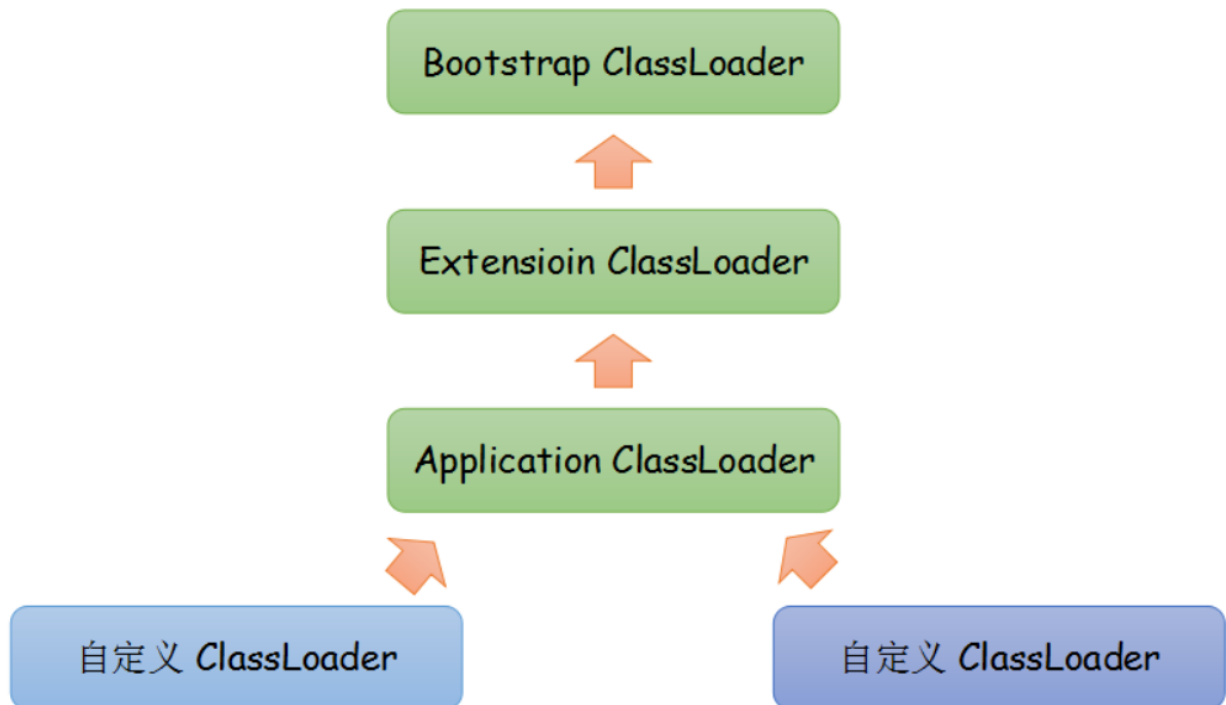 Bootstrap ClassLoader
Extensioin ClassLoader
Application ClassLoader
自定义 ClassLoader
自定义 ClassLoader